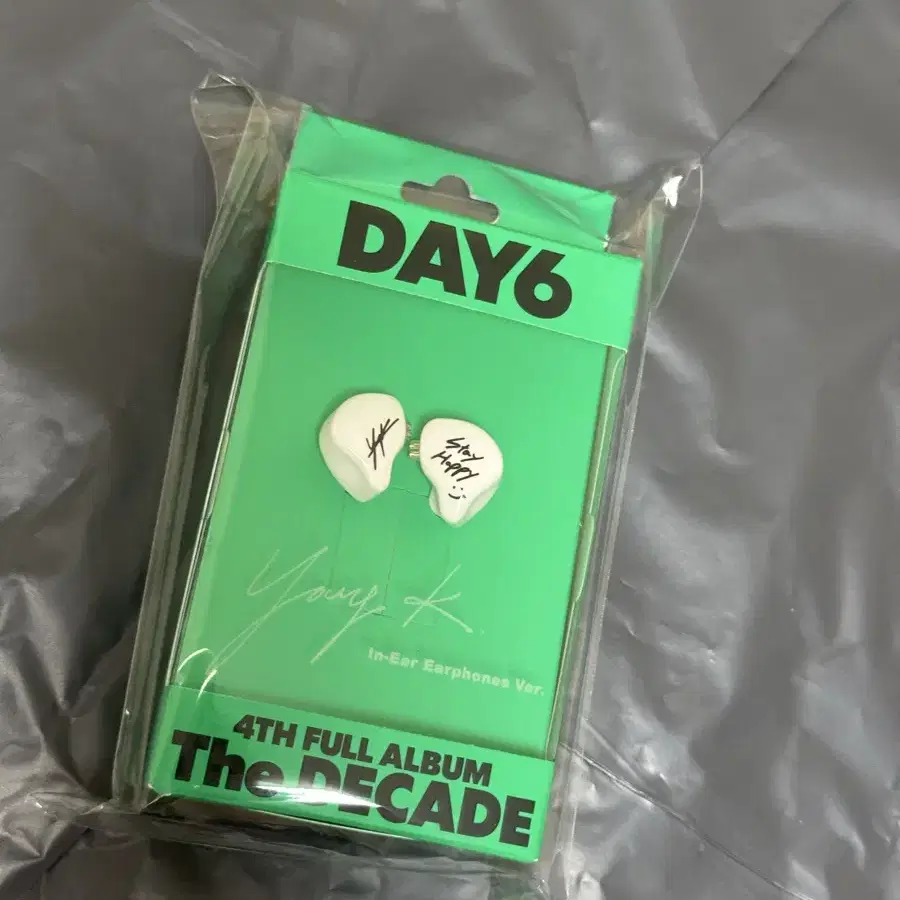 DAY6
Stay
Happy
:)
Young K.
In-Ear Earphones Ver.
4TH FULL ALBUM
The DECADE